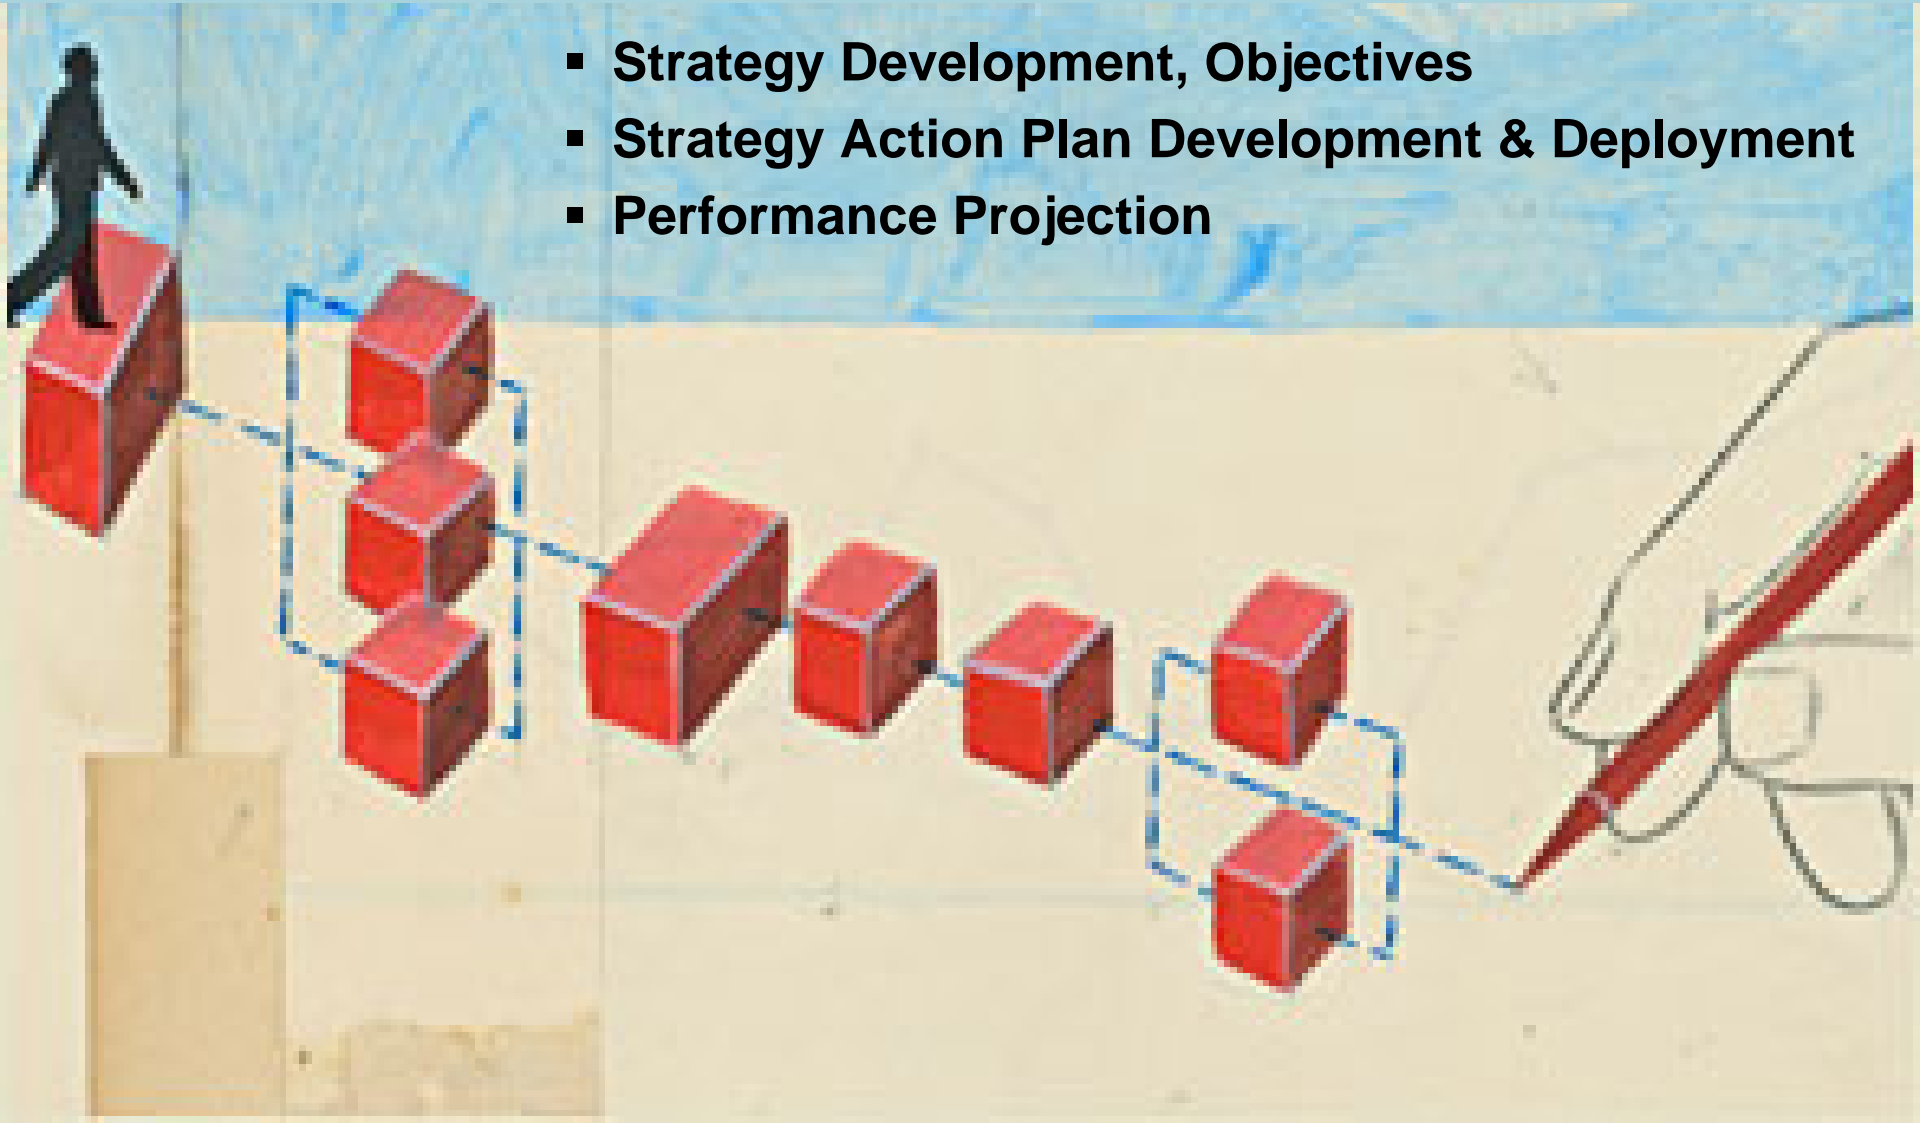 ▪ Strategy Development, Objectives
▪ Strategy Action Plan Development & Deployment
▪ Performance Projection